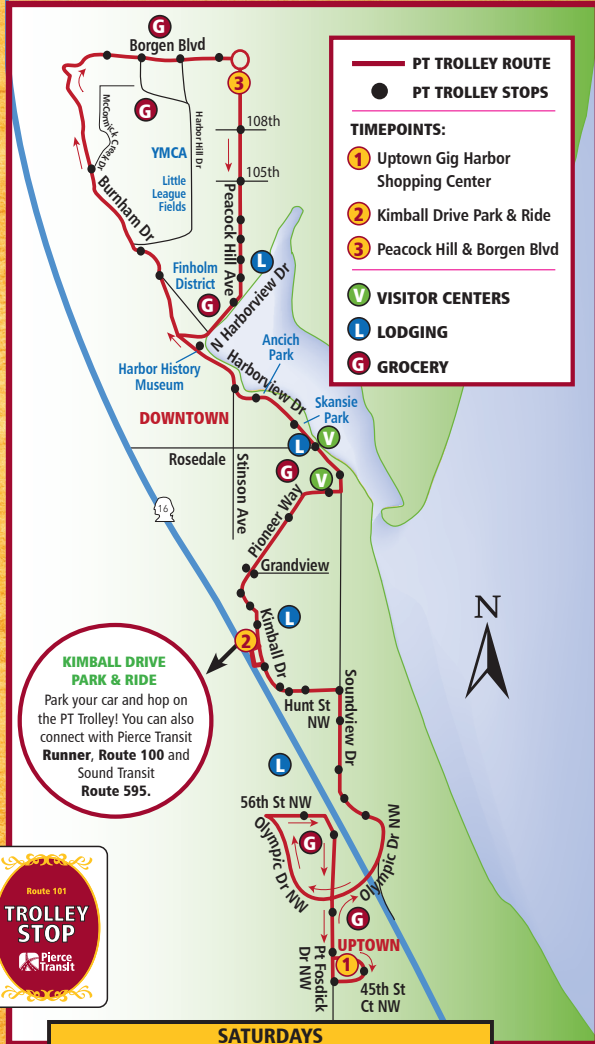 G
Borgen Blvd
3
PT TROLLEY ROUTE
PT TROLLEY STOPS
TIMEPOINTS:
1 Uptown Gig Harbor
Shopping Center
2 Kimball Drive Park & Ride
3 Peacock Hill & Borgen Blvd
V VISITOR CENTERS
L LODGING
G GROCERY
McCormick Creek Dr
G
Harbor Hill Dr
108th
YMCA
105th
Little
League
Fields
Peacock Hill Ave
Burnham Dr
Finholm
District
L
G
N Harborview Dr
Ancich
Park
Harbor History
Museum
Harborview Dr
Skansie
Park
DOWNTOWN
L
V
Rosedale
Stinson Ave
G
V
16
Pioneer Way
Grandview
N
L
2
Kimball Dr
KIMBALL DRIVE
PARK & RIDE
Park your car and hop on
the PT Trolley! You can also
connect with Pierce Transit
Runner, Route 100 and
Sound Transit
Route 595.
Hunt St
NW
Soundview Dr
L
56th St NW
Olympic Dr NW
G
Olympic Dr NW
G
UPTOWN
1
Pt Fosdick
Dr NW
45th St
Ct NW
Route 101
TROLLEY
STOP
Pierce
Transit
SATURDAYS